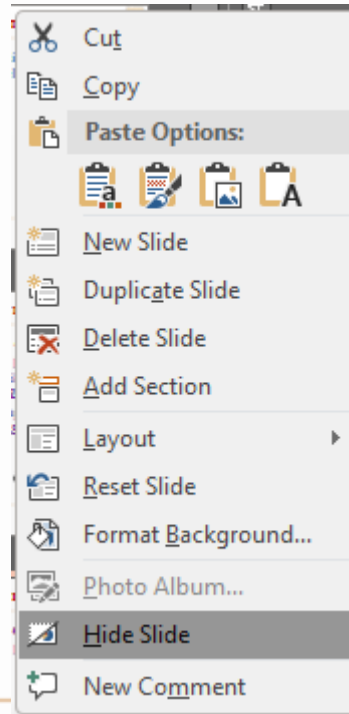 Cut
Copy
Paste Options:
New Slide
Duplicate Slide
Delete Slide
Add Section
Layout
Reset Slide
Format Background...
Photo Album...
Hide Slide
New Comment